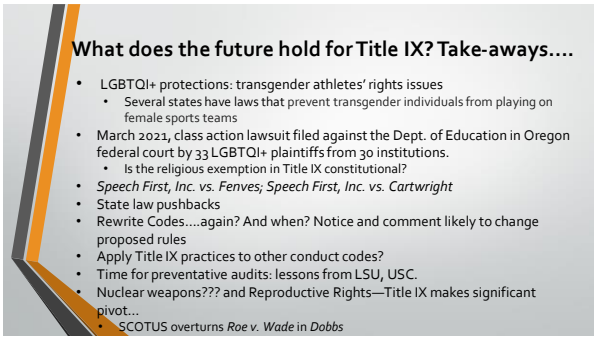 What does the future hold for Title IX? Take-aways….
• LGBTQI+ protections: transgender athletes' rights issues
• Several states have laws that prevent transgender individuals from playing on
female sports teams
• March 2021, class action lawsuit filed against the Dept. of Education in Oregon
federal court by 33 LGBTQI+ plaintiffs from 30 institutions.
• Is the religious exemption in Title IX constitutional?
• Speech First, Inc. vs. Fenves; Speech First, Inc. vs. Cartwright
• State law pushbacks
• Rewrite Codes….again? And when? Notice and comment likely to change
proposed rules
• Apply Title IX practices to other conduct codes?
• Time for preventative audits: lessons from LSU, USC.
• Nuclear weapons??? and Reproductive Rights—Title IX makes significant
pivot…
• SCOTUS overturns Roe v. Wade in Dobbs